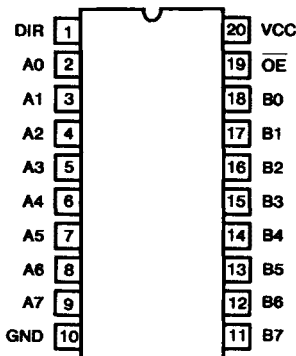 DIR 1 20 VCC
A0 2 19 OE
A1 3 18 B0
A2 4 17 B1
A3 5 16 B2
A4 6 15 B3
A5 7 14 B4
A6 8 13 B5
A7 9 12 B6
GND 10 11 B7